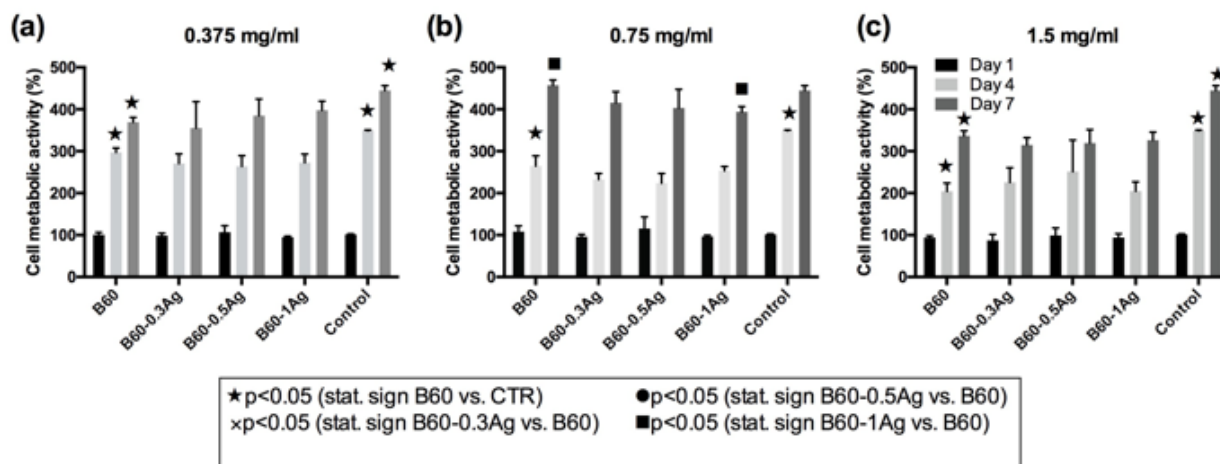 (a)
0.375 mg/ml
Cell metabolic activity (%)
500
400
300
200
100
0
B60
B60-0.3Ag
B60-0.5Ag
B60-1Ag
Control
(b)
0.75 mg/ml
Cell metabolic activity (%)
500
400
300
200
100
0
B60
B60-0.3Ag
B60-0.5Ag
B60-1Ag
Control
(c)
1.5 mg/ml
Day 1
Day 4
Day 7
Cell metabolic activity (%)
500
400
300
200
100
0
B60
B60-0.3Ag
B60-0.5Ag
B60-1Ag
Control
★p<0.05 (stat. sign B60 vs. CTR)
●p<0.05 (stat. sign B60-0.5Ag vs. B60)
×p<0.05 (stat. sign B60-0.3Ag vs. B60)
■p<0.05 (stat. sign B60-1Ag vs. B60)